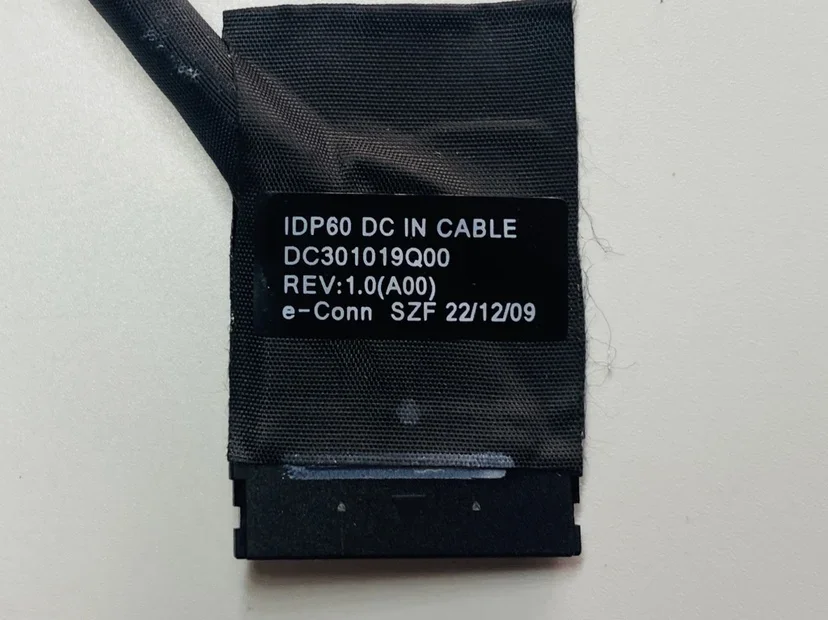 IDP60 DC IN CABLE
DC301019Q00
REV:1.0(A00)
e-Conn SZF 22/12/09